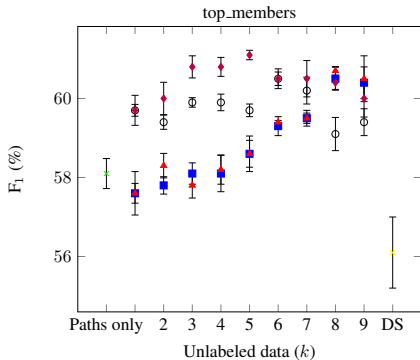 top_members
F1 (%)
60
58
56
Paths only 2 3 4 5 6 7 8 9 DS
Unlabeled data (k)